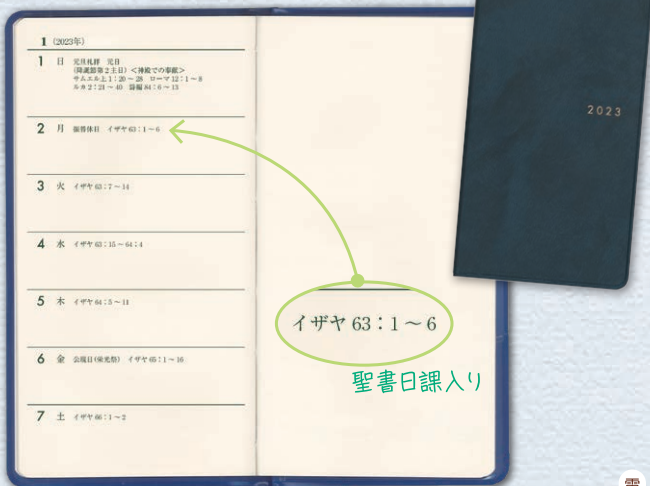 1 (2023年)
1 日 元旦礼拝 元日
(降誕節第2主日) <神殿での奉献>
サムエル上1:20～28 ローマ12:1～8
ルカ2:21～40 詩編84:6～13
2 月 振替休日 イザヤ63:1～6
3 火 イザヤ63:7～14
4 水 イザヤ63:15～64:4
5 木 イザヤ64:5～11
6 金 公現日(栄光祭) イザヤ65:1～16
7 土 イザヤ66:1～2
イザヤ 63：1～6
聖書日課入り
2023